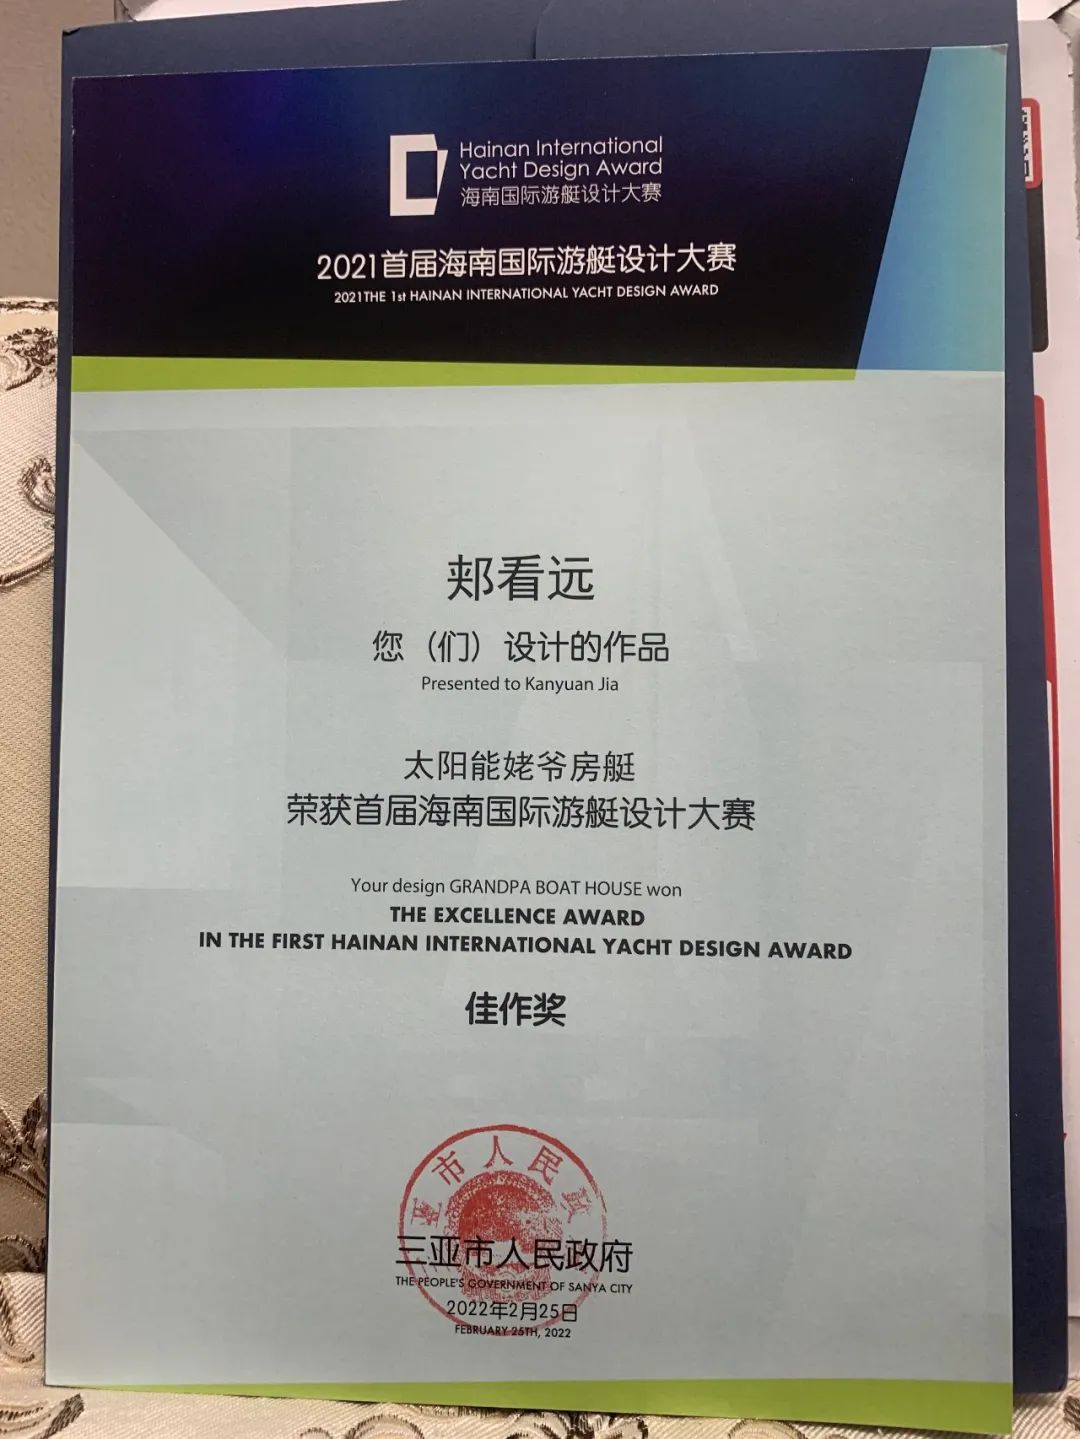 Hainan International
Yacht Design Award
海南国际游艇设计大赛
2021首届海南国际游艇设计大赛
2021THE 1st HAINAN INTERNATIONAL YACHT DESIGN AWARD
郏看远
您（们）设计的作品
Presented to Kanyuan Jia
太阳能姥爷房艇
荣获首届海南国际游艇设计大赛
Your design GRANDPA BOAT HOUSE won
THE EXCELLENCE AWARD
IN THE FIRST HAINAN INTERNATIONAL YACHT DESIGN AWARD
佳作奖
亚市人民政
三亚市人民政府
THE PEOPLE'S GOVERNMENT OF SANYA CITY
2022年2月25日
FEBRUARY 25TH, 2022